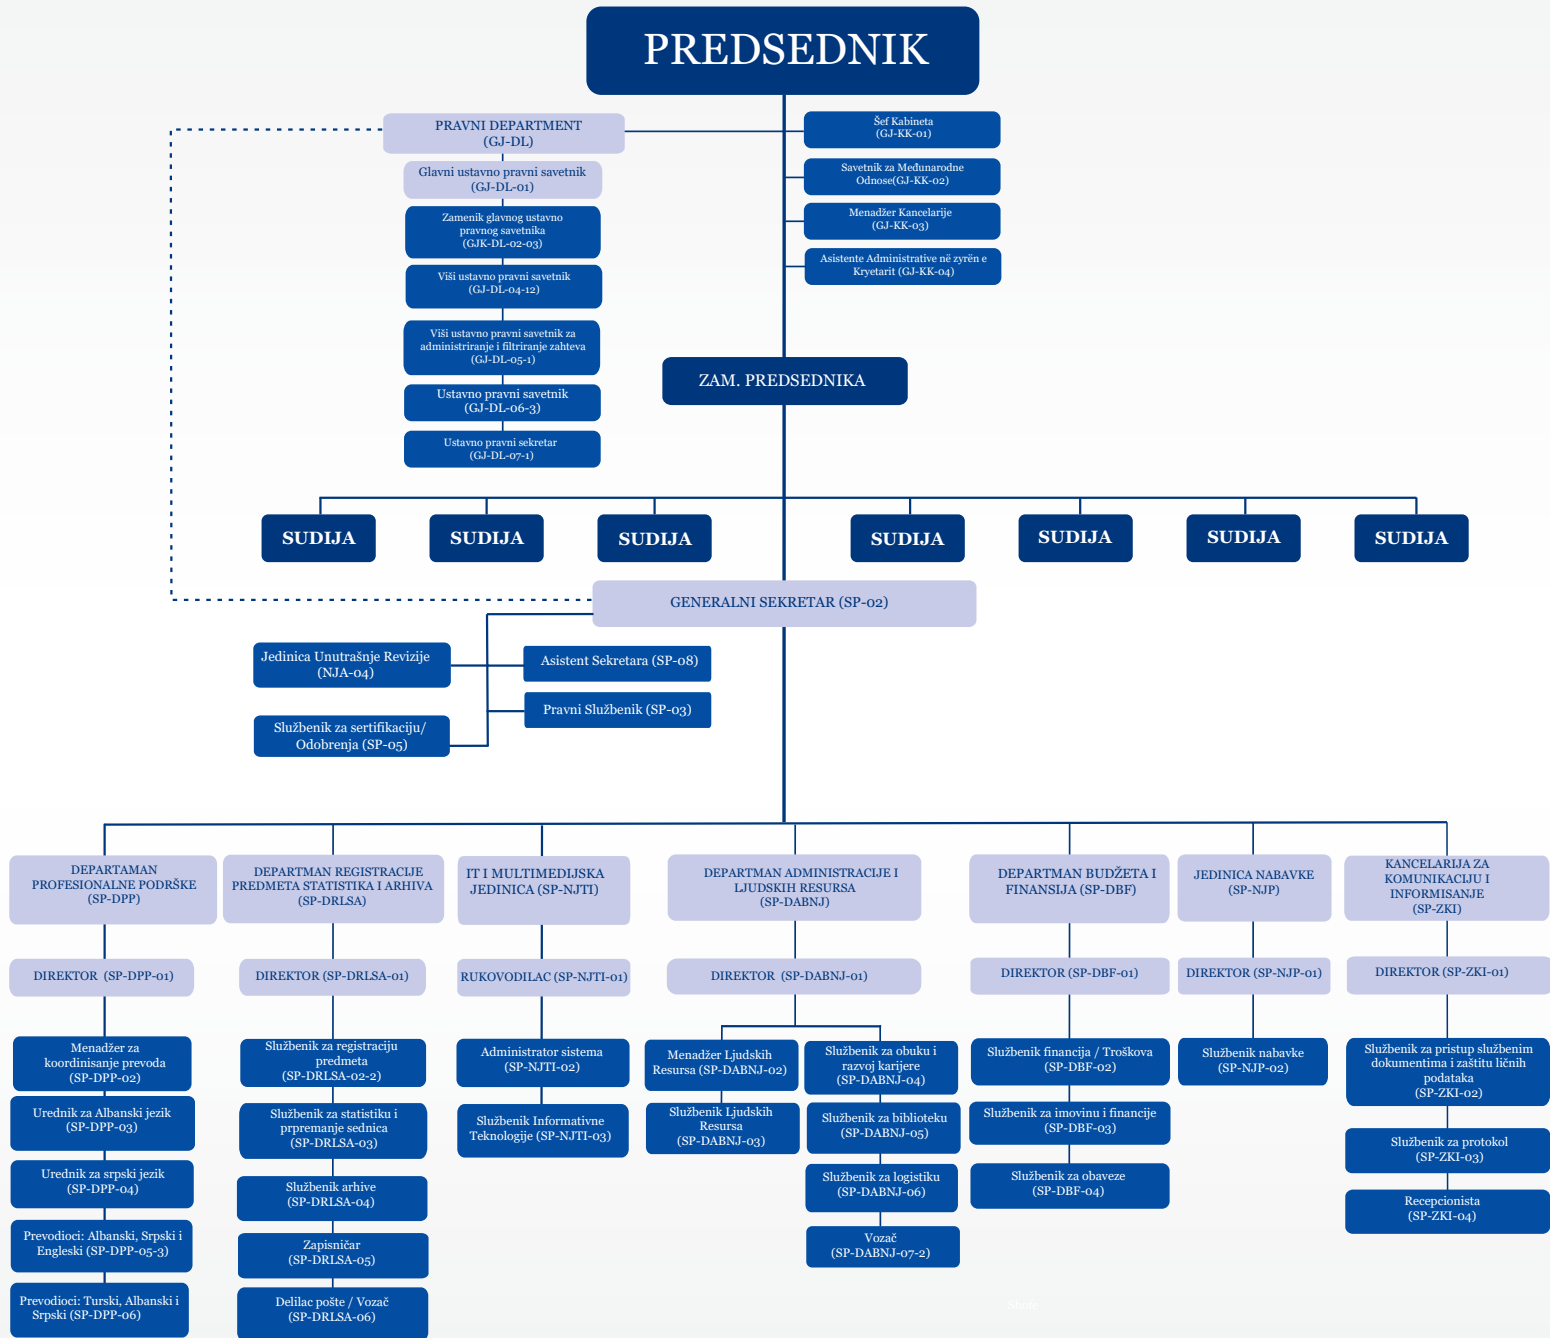 PREDSEDNIK
PRAVNI DEPARTMENT
(GJ-DL)
Glavni ustavno pravni savetnik
(GJ-DL-01)
Zamenik glavnog ustavno
pravnog savetnika
(GJK-DL-02-03)
Viši ustavno pravni savetnik
(GJ-DL-04-12)
Viši ustavno pravni savetnik za
administriranje i filtriranje zahteva
(GJ-DL-05-1)
Ustavno pravni savetnik
(GJ-DL-06-3)
Ustavno pravni sekretar
(GJ-DL-07-1)
Šef Kabineta
(GJ-KK-01)
Savetnik za Međunarodne
Odnose(GJ-KK-02)
Menadžer Kancelarije
(GJ-KK-03)
Asistente Administrative në zyrën e
Kryetarit (GJ-KK-04)
ZAM. PREDSEDNIKA
SUDIJA
SUDIJA
SUDIJA
SUDIJA
SUDIJA
SUDIJA
SUDIJA
GENERALNI SEKRETAR (SP-02)
Jedinica Unutrašnje Revizije
(NJA-04)
Asistent Sekretara (SP-08)
Pravni Službenik (SP-03)
Službenik za sertifikaciju/
Odobrenja (SP-05)
DEPARTAMAN
PROFESIONALNE PODRŠKE
(SP-DPP)
DIREKTOR  (SP-DPP-01)
Menadžer za
koordinisanje prevoda
(SP-DPP-02)
Urednik za Albanski jezik
(SP-DPP-03)
Urednik za srpski jezik
(SP-DPP-04)
Prevodioci: Albanski, Srpski i
Engleski (SP-DPP-05-3)
Prevodioci: Turski, Albanski i
Srpski (SP-DPP-06)
DEPARTMAN REGISTRACIJE
PREDMETA STATISTIKA I ARHIVA
(SP-DRLSA)
DIREKTOR (SP-DRLSA-01)
Službenik za registraciju
predmeta
(SP-DRLSA-02-2)
Službenik za statistiku i
prpremanje sednica
(SP-DRLSA-03)
Službenik arhive
(SP-DRLSA-04)
Zapisničar
(SP-DRLSA-05)
Delilac pošte / Vozač
(SP-DRLSA-06)
IT I MULTIMEDIJSKA
JEDINICA (SP-NJTI)
RUKOVODILAC (SP-NJTI-01)
Administrator sistema
(SP-NJTI-02)
Službenik Informativne
Teknologije (SP-NJTI-03)
DEPARTMAN ADMINISTRACIJE I
LJUDSKIH RESURSA
(SP-DABNJ)
DIREKTOR  (SP-DABNJ-01)
Menadžer Ljudskih
Resursa (SP-DABNJ-02)
Službenik Ljudskih
Resursa
(SP-DABNJ-03)
Službenik za obuku i
razvoj karijere
(SP-DABNJ-04)
Službenik za biblioteku
(SP-DABNJ-05)
Službenik za logistiku
(SP-DABNJ-06)
Vozač
(SP-DABNJ-07-2)
DEPARTMAN BUDŽETA I
FINANSIJA (SP-DBF)
DIREKTOR (SP-DBF-01)
Službenik financija / Troškova
(SP-DBF-02)
Službenik za imovinu i financije
(SP-DBF-03)
Službenik za obaveze
(SP-DBF-04)
JEDINICA NABAVKE
(SP-NJP)
DIREKTOR (SP-NJP-01)
Službenik nabavke
(SP-NJP-02)
KANCELARIJA ZA
KOMUNIKACIJU I
INFORMISANJE
(SP-ZKI)
DIREKTOR (SP-ZKI-01)
Službenik za pristup službenim
dokumentima i zaštitu ličnih
podataka
(SP-ZKI-02)
Službenik za protokol
(SP-ZKI-03)
Recepcionista
(SP-ZKI-04)